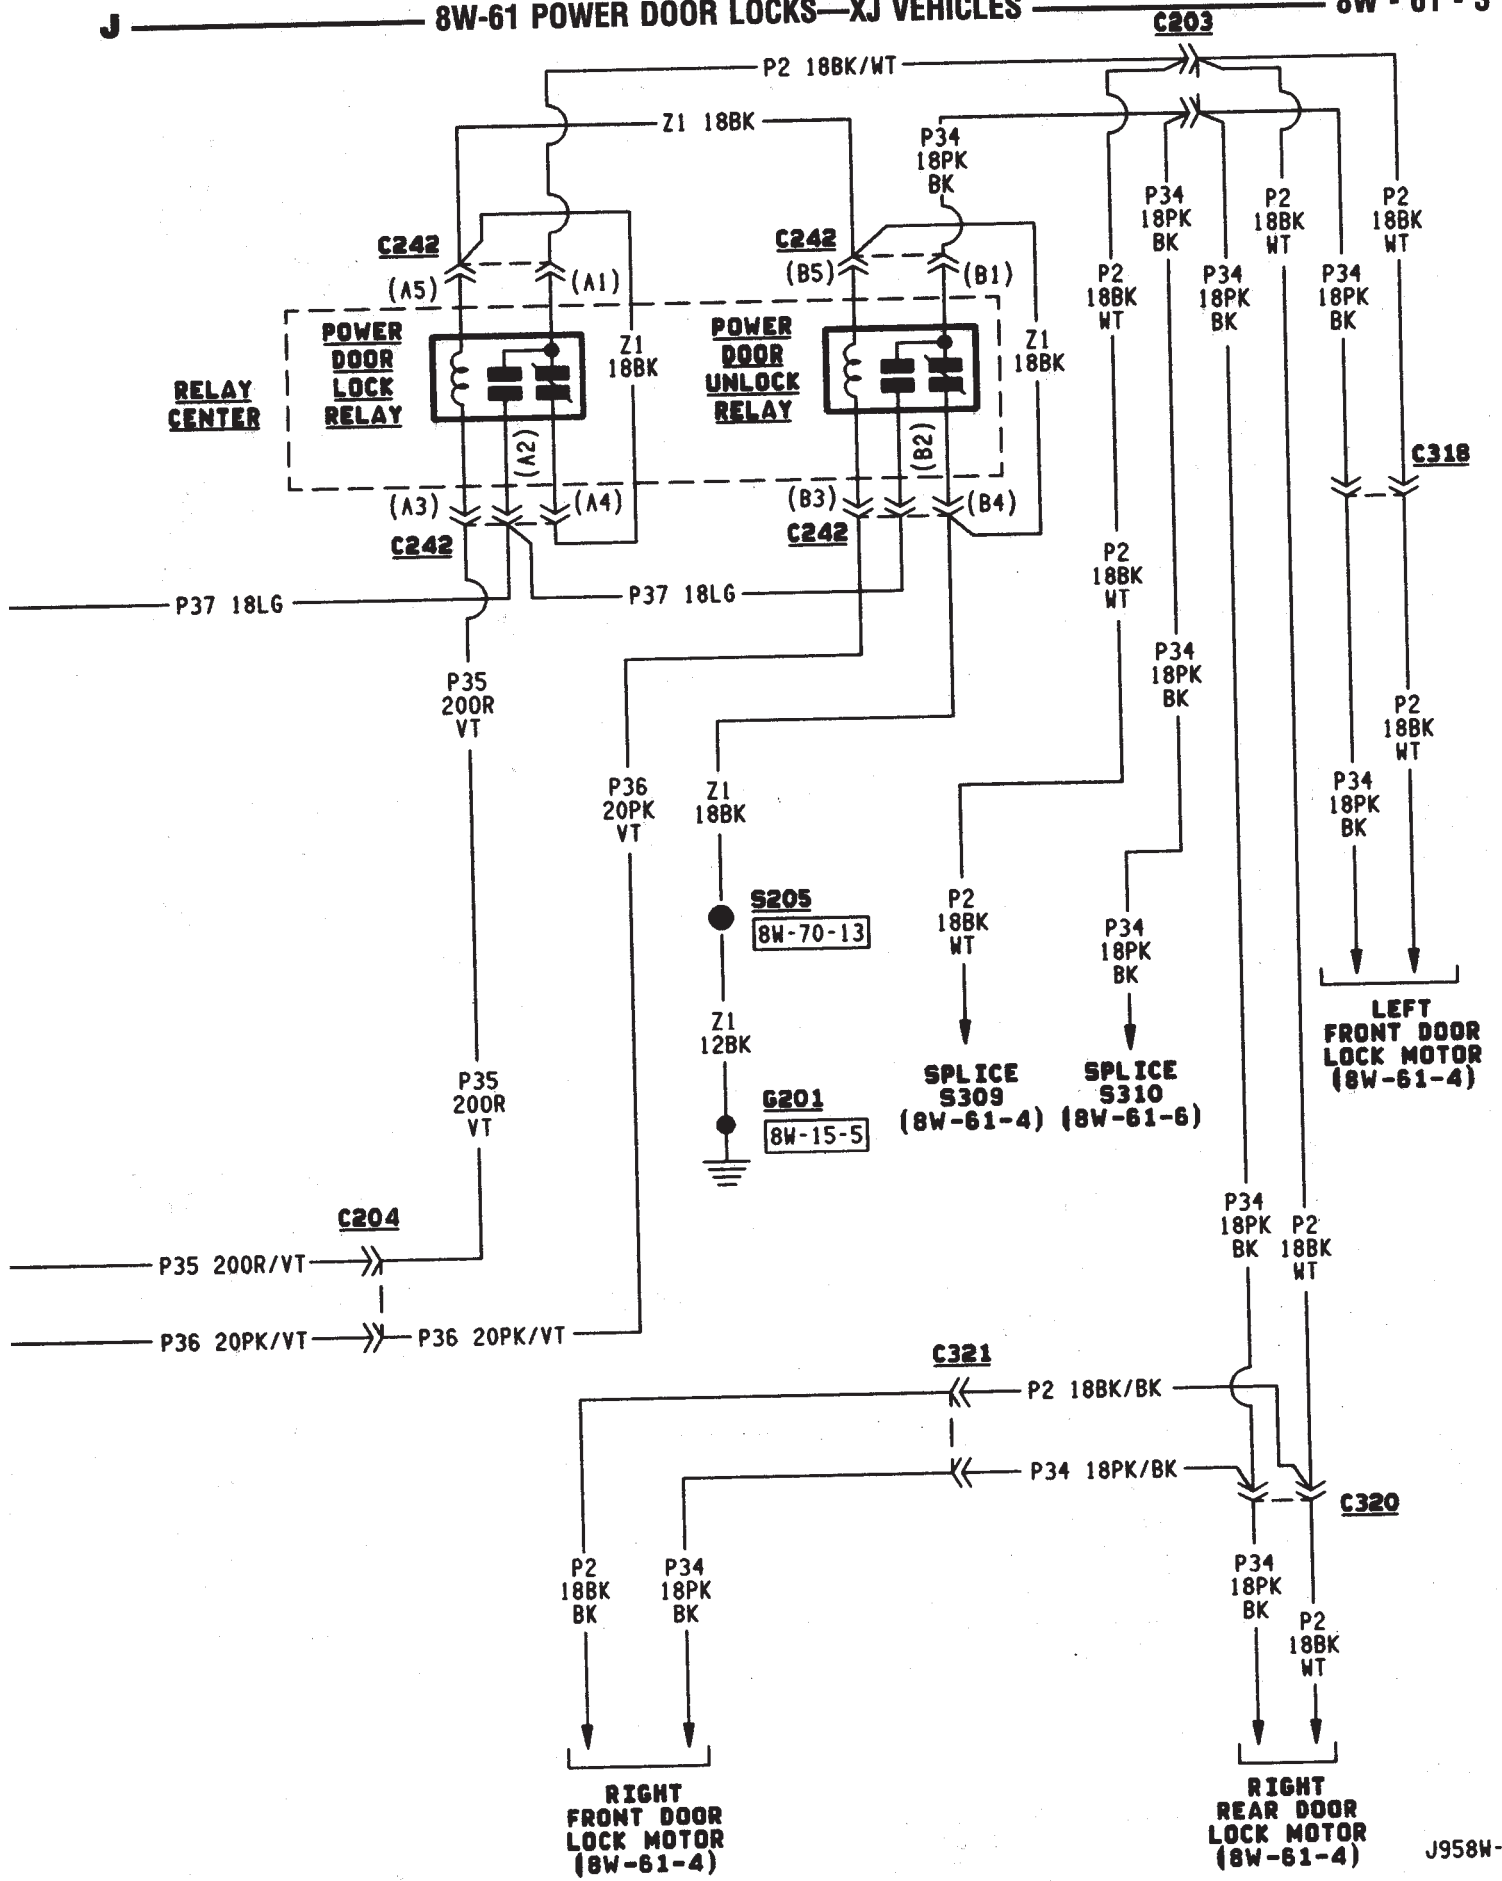 J
8W-61 POWER DOOR LOCKS—XJ VEHICLES
C203
P2 18BK/WT
Z1 18BK
P34
18PK
BK
P34
18PK
BK
P2
18BK
WT
P2
18BK
WT
C242
C242
(A5)
(A1)
(B5)
(B1)
P2
18BK
WT
P34
18PK
BK
P34
18PK
BK
POWER
DOOR
LOCK
RELAY
Z1
18BK
POWER
DOOR
UNLOCK
RELAY
Z1
18BK
RELAY
CENTER
(A2)
(B2)
C318
(A3)
(A4)
(B3)
(B4)
C242
C242
P2
18BK
WT
P37 18LG
P37 18LG
P35
20OR
VT
P34
18PK
BK
P2
18BK
WT
P36
20PK
VT
Z1
18BK
P34
18PK
BK
S205
8W-70-13
P2
18BK
WT
P34
18PK
BK
Z1
12BK
LEFT
FRONT DOOR
LOCK MOTOR
(8W-61-4)
P35
20OR
VT
G201
8W-15-5
SPLICE
S309
(8W-61-4)
SPLICE
S310
(8W-61-6)
C204
P34
18PK
BK
P2
18BK
WT
P35 20OR/VT
P36 20PK/VT
P36 20PK/VT
C321
P2 18BK/BK
P34 18PK/BK
C320
P2
18BK
BK
P34
18PK
BK
P34
18PK
BK
P2
18BK
WT
RIGHT
FRONT DOOR
LOCK MOTOR
(8W-61-4)
RIGHT
REAR DOOR
LOCK MOTOR
(8W-61-4)
J958W-